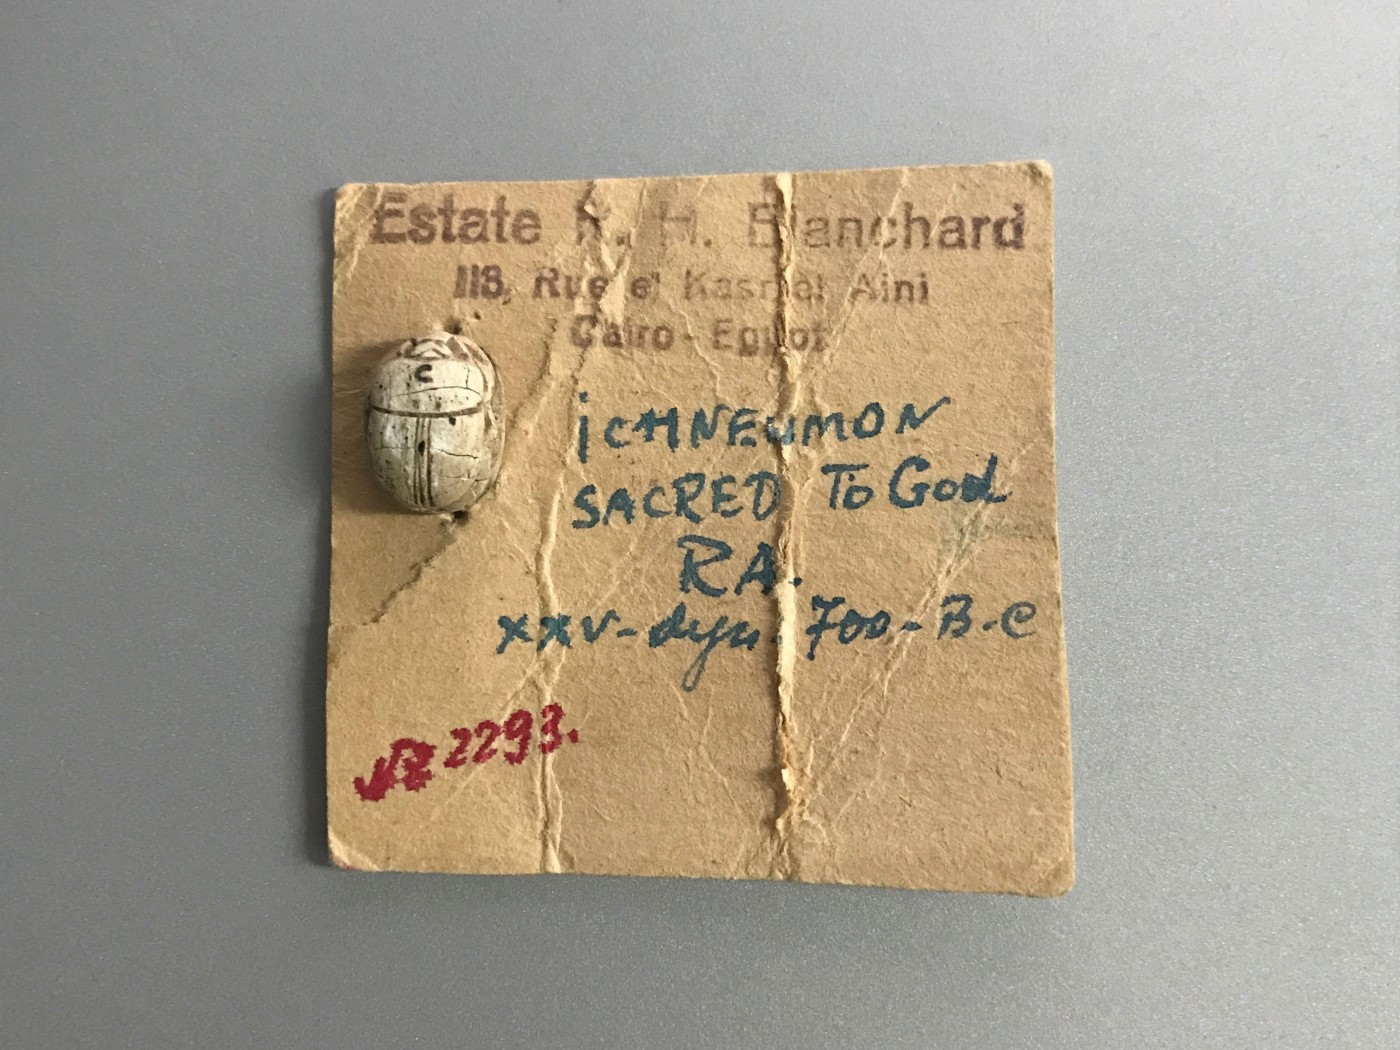 Estate R. H. Blanchard
118, Rue el Kasr el Aini
Cairo - Egypt
iCHNEUMON
SACRED To God
RA.
XXV - dyn. 700 - B-C
No 2293.